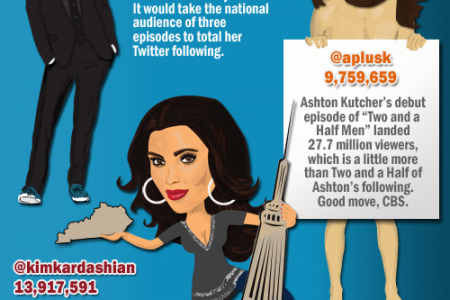 It would take the national
audience of three
episodes to total her
Twitter following.
@aplusk
9,759,659
Ashton Kutcher's debut
episode of "Two and a
Half Men" landed
27.7 million viewers,
which is a little more
than Two and a Half of
Ashton's following.
Good move, CBS.
@kimkardashian
13,917,591